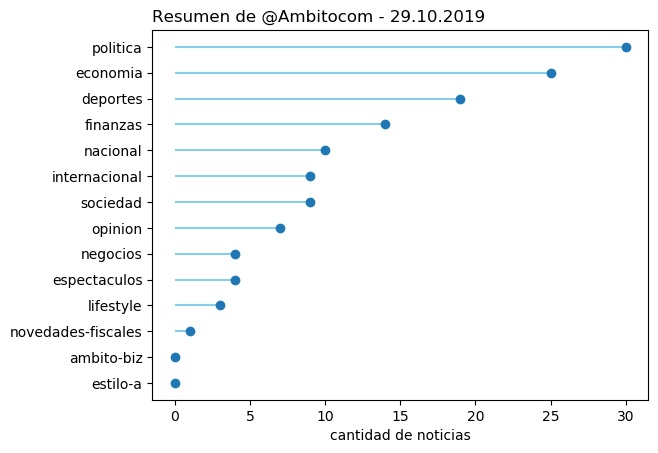 Resumen de @Ambitocom - 29.10.2019
politica
economia
deportes
finanzas
nacional
internacional
sociedad
opinion
negocios
espectaculos
lifestyle
novedades-fiscales
ambito-biz
estilo-a
0 5 10 15 20 25 30
cantidad de noticias